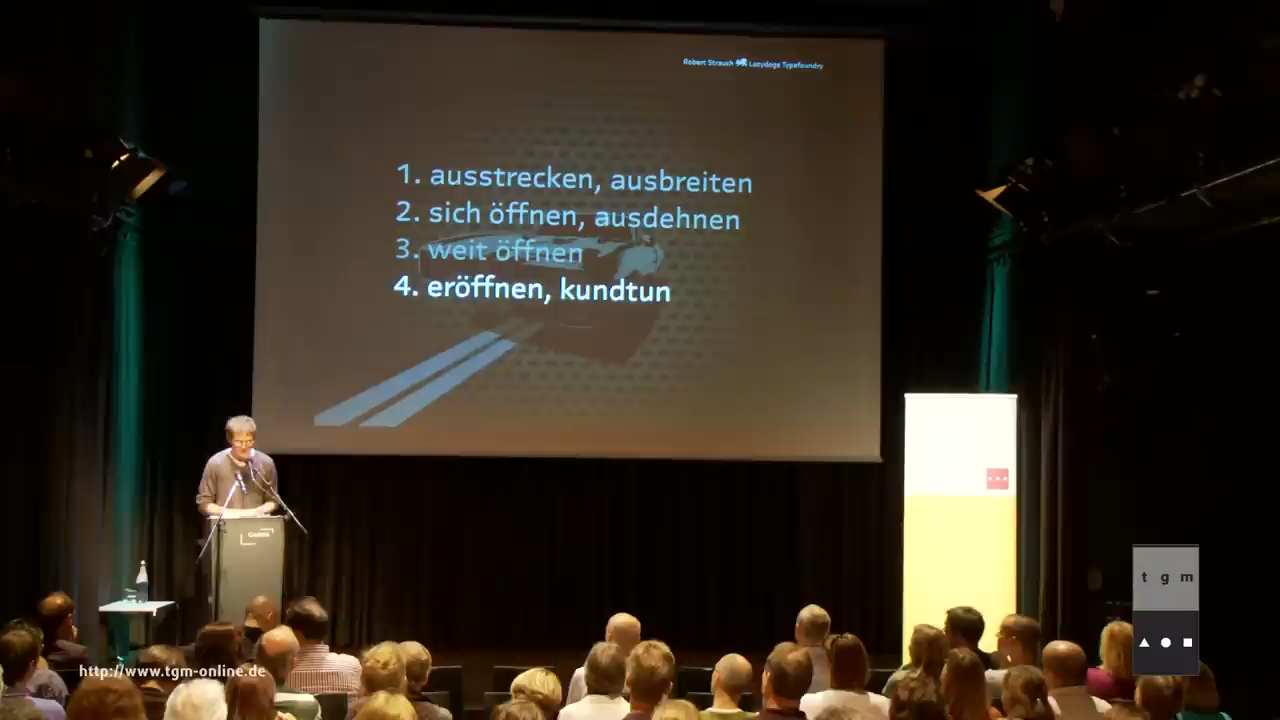 Robert Strauch Lazydogs Typefoundry
1. ausstrecken, ausbreiten
2. sich öffnen, ausdehnen
3. weit öffnen
4. eröffnen, kundtun
Gasteig
t g m
http://www.tgm-online.de